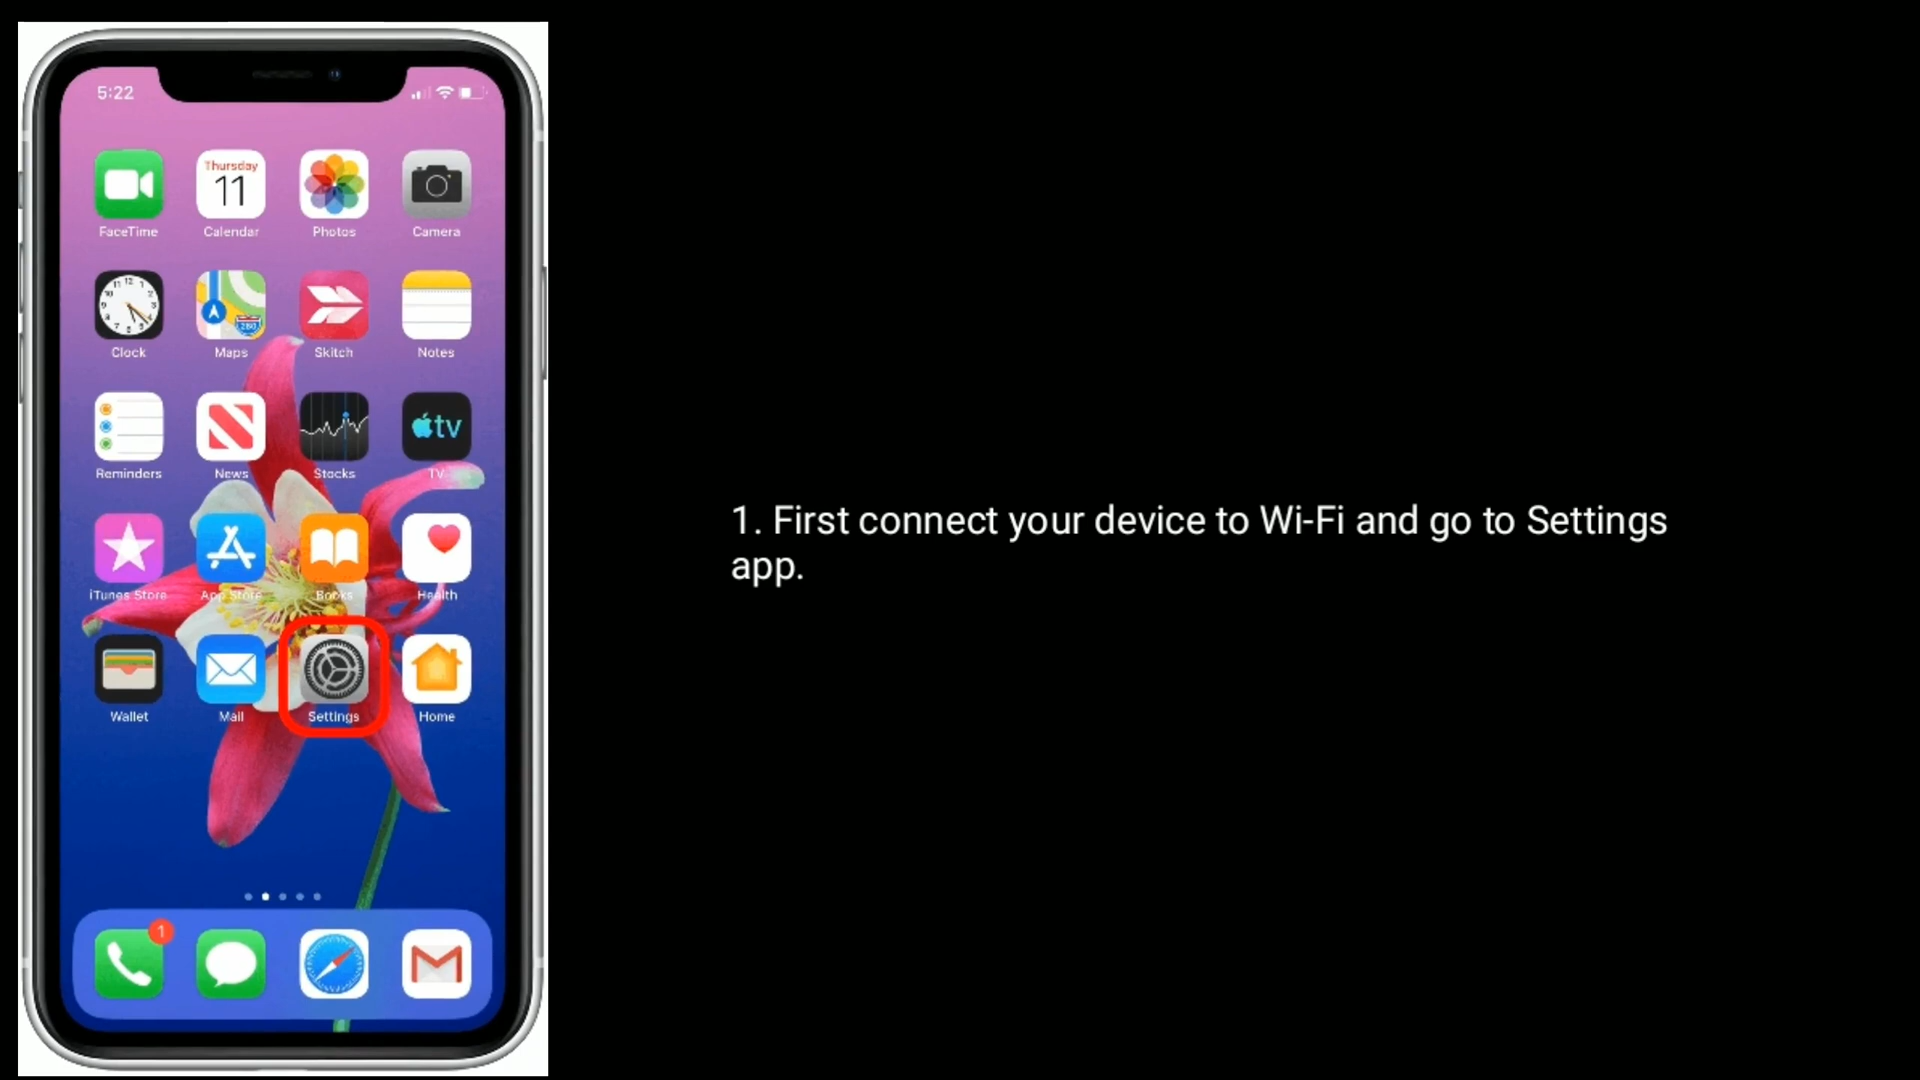 5:22
Thursday
11
FaceTime
Calendar
Photos
Camera
280
Clock
Maps
Skitch
Notes
tv
Reminders
News
Stocks
TV
iTunes Store
App Store
Books
Health
Wallet
Mail
Settings
Home
1
1. First connect your device to Wi-Fi and go to Settings
app.